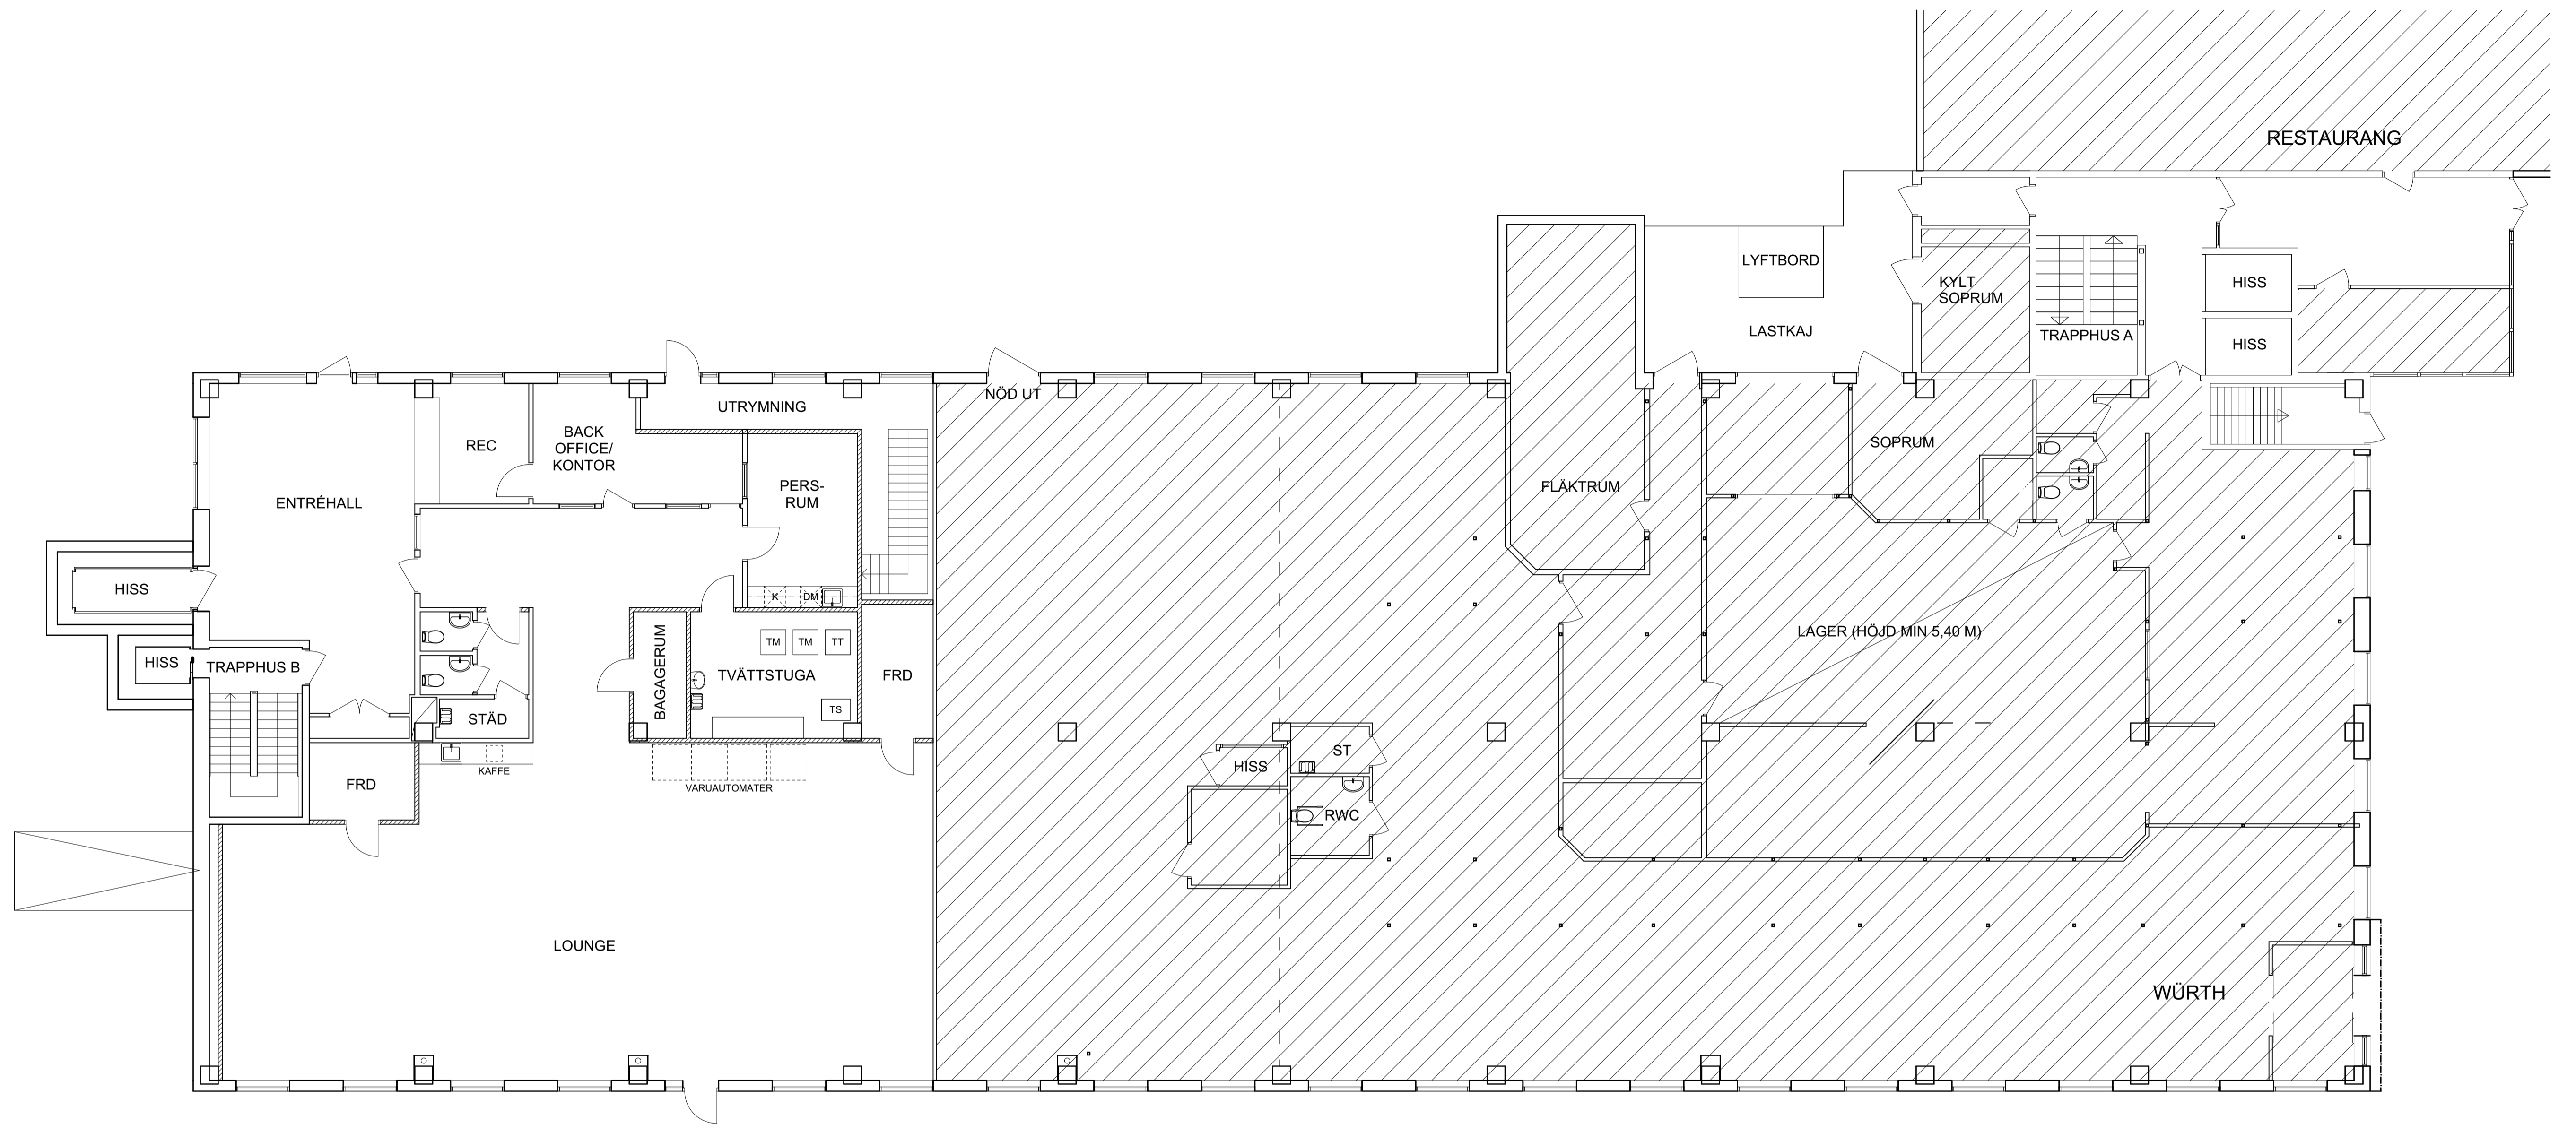 RESTAURANG
LYFTBORD
LASTKAJ
KYLT
SOPRUM
TRAPPHUS A
HISS
HISS
UTRYMNING
NÖD UT
REC
BACK
OFFICE/
KONTOR
PERS-
RUM
ENTRÉHALL
SOPRUM
FLÄKTRUM
HISS
K
DM
LAGER (HÖJD MIN 5,40 M)
TM
TM
TT
HISS
TRAPPHUS B
BAGAGERUM
TVÄTTSTUGA
FRD
TS
STÄD
KAFFE
FRD
VARUAUTOMATER
ST
HISS
RWC
LOUNGE
WÜRTH